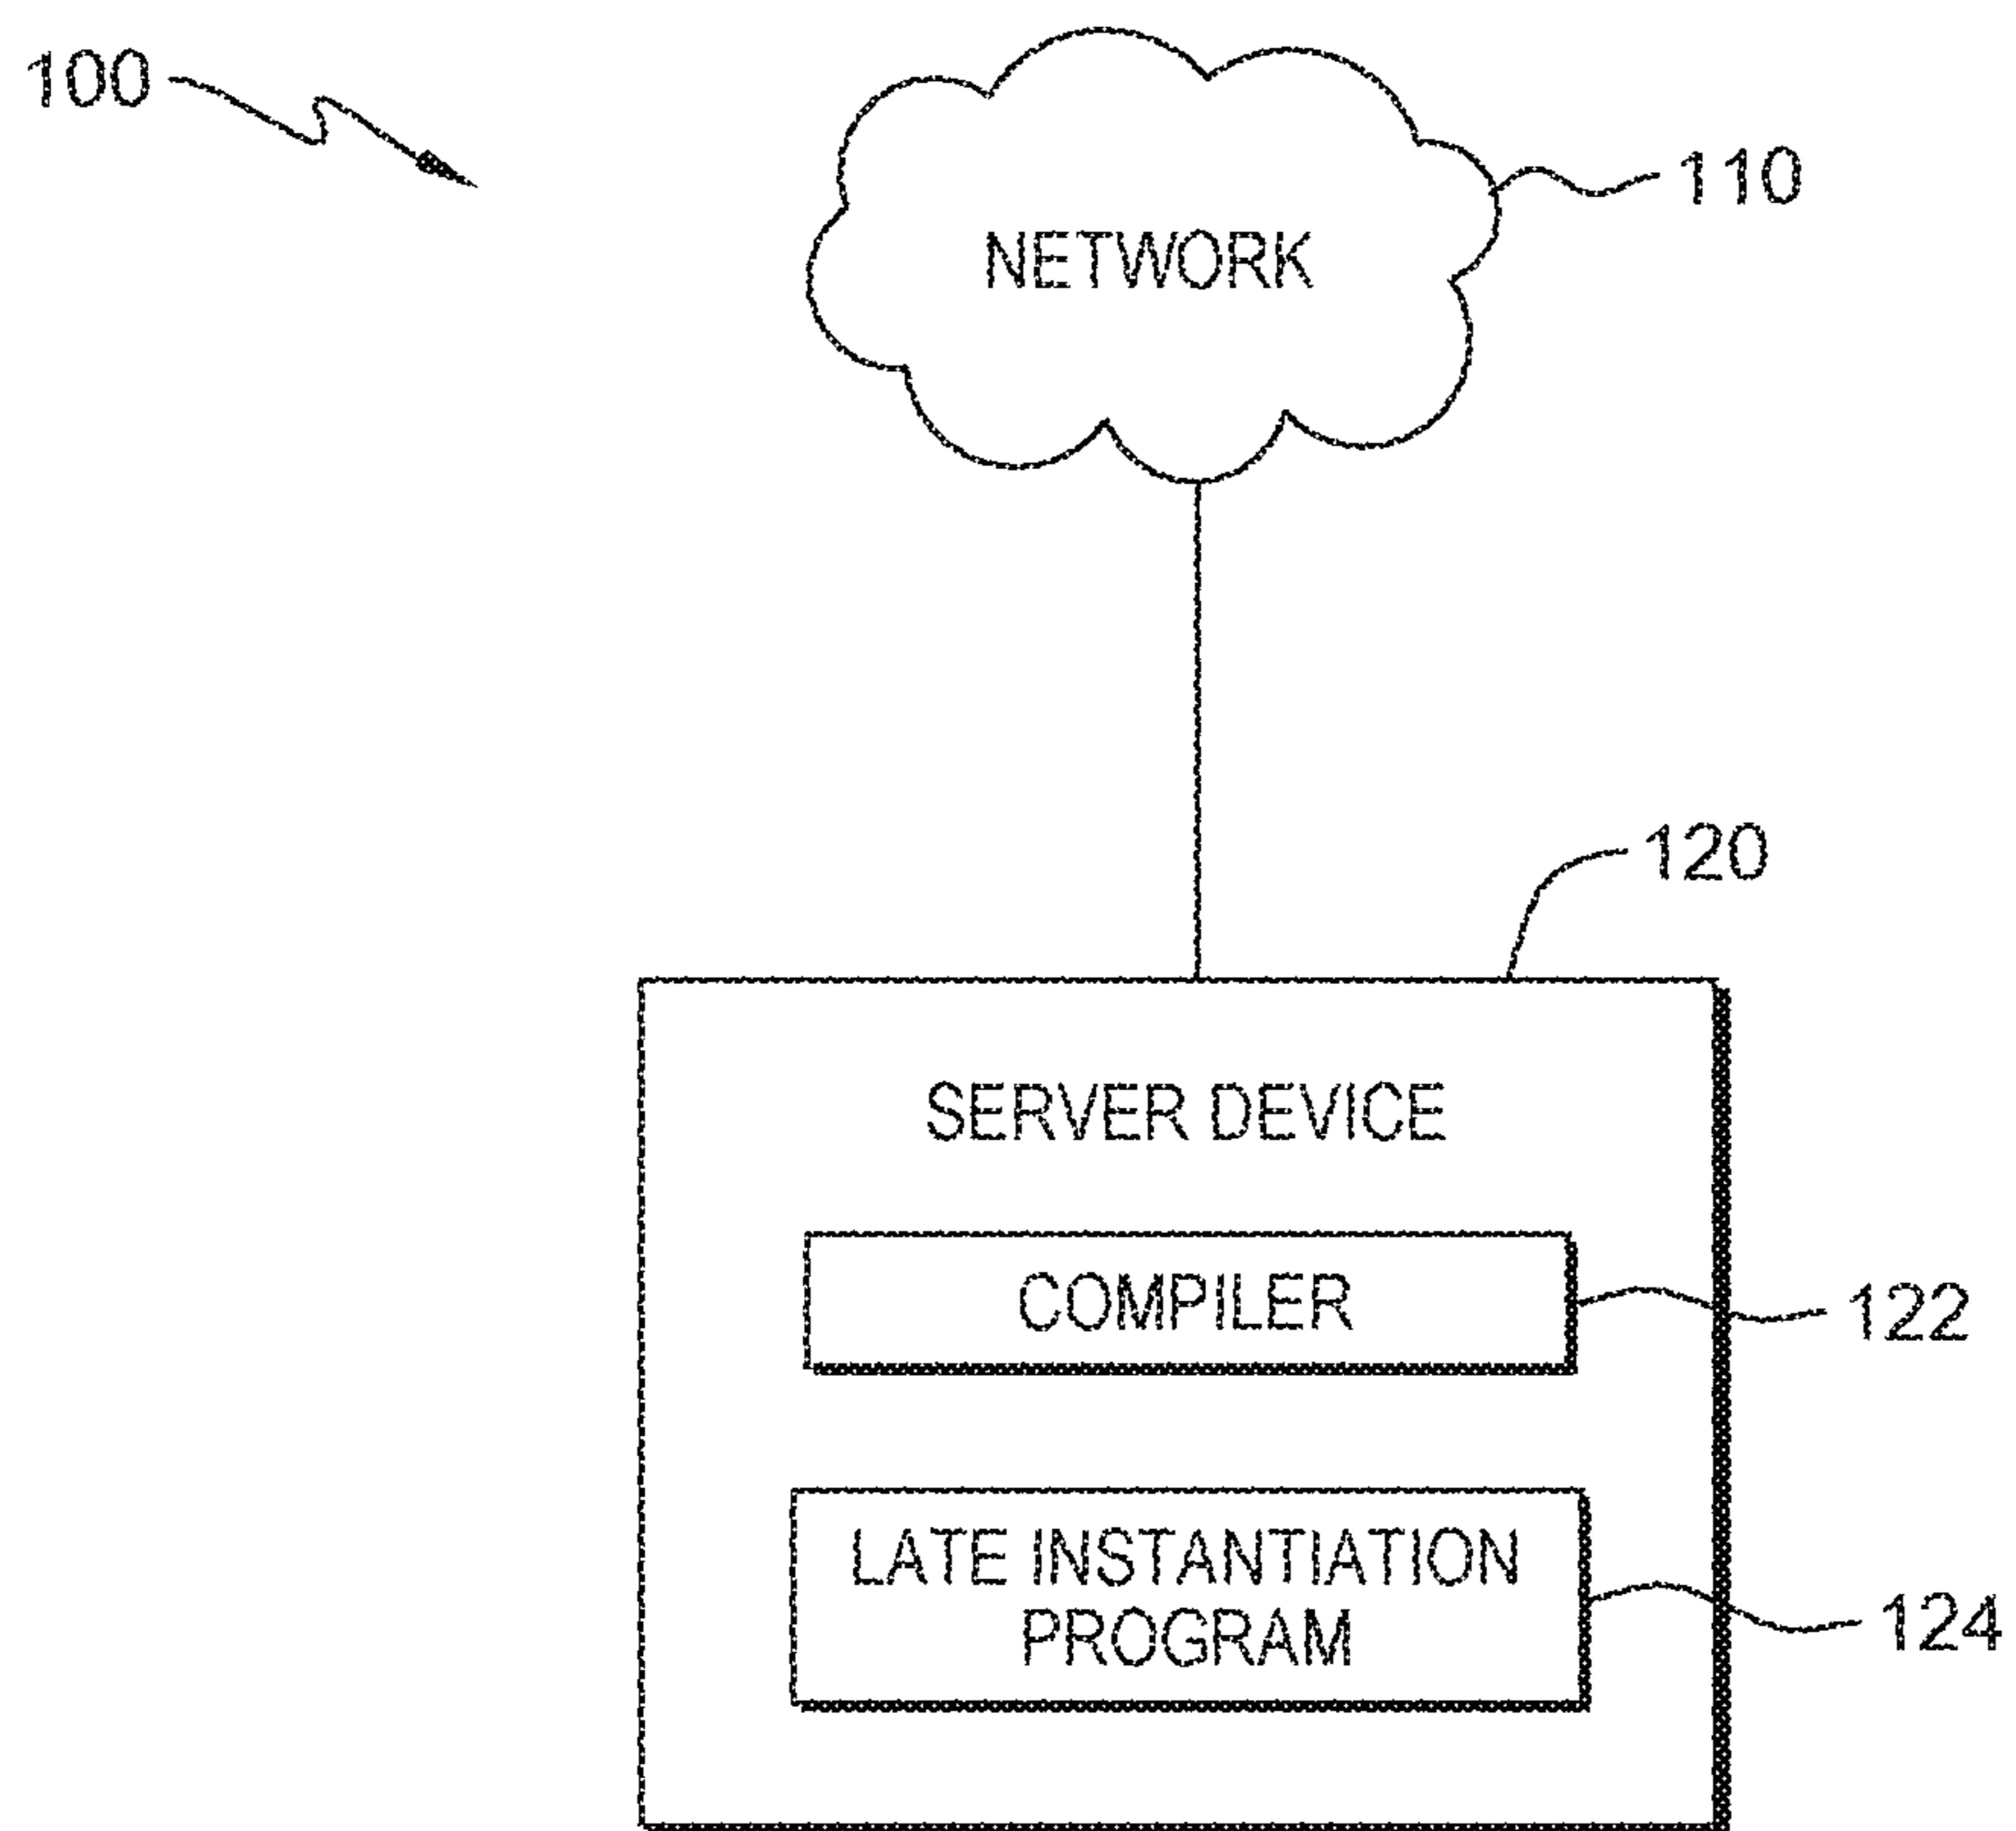 100
110
NETWORK
120
SERVER DEVICE
COMPILER
122
LATE INSTANTIATION
PROGRAM
124